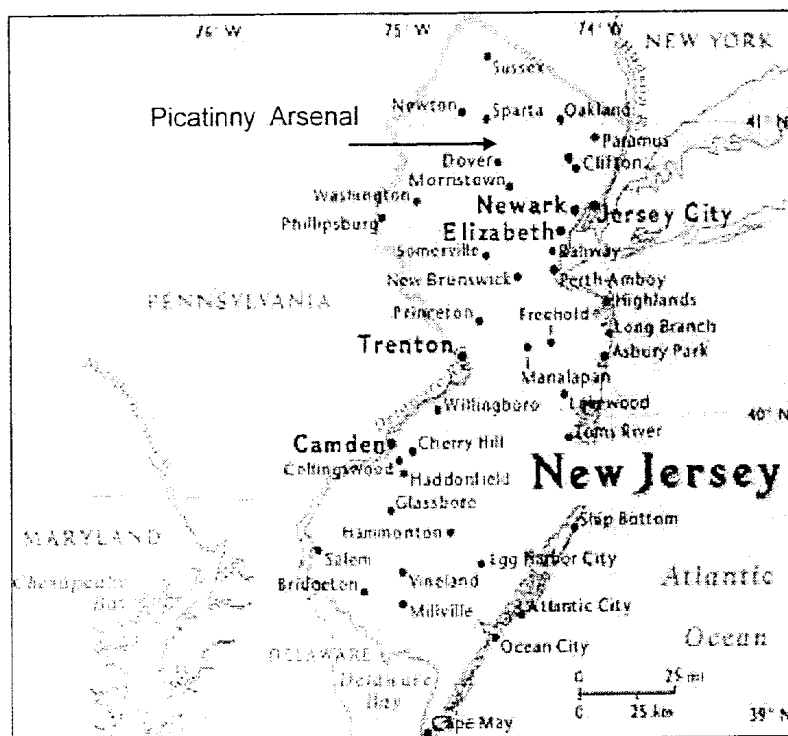 76° W
75° W
74° W
NEW YORK
Sussex
Newton
Sparta
Oakland
41° N
Picatinny Arsenal
Paramus
Dover
Clifton
Morristown
Washington
Newark
Jersey City
Phillipsburg
Elizabeth
Somerville
Rahway
New Brunswick
Perth Amboy
PENNSYLVANIA
Highlands
Princeton
Freehold
Long Branch
Trenton
Asbury Park
Manalapan
Willingboro
Lakewood
40° N
Toms River
Camden
Cherry Hill
Collingswood
Haddonfield
New Jersey
Glassboro
Ship Bottom
MARYLAND
Hammonton
Salem
Egg Harbor City
Chesapeake
Bay
Bridgeton
Vineland
Atlantic
Millville
Atlantic City
Ocean City
Ocean
DELAWARE
Delaware
Bay
0 25 mi
0 25 km
Cape May
39° N